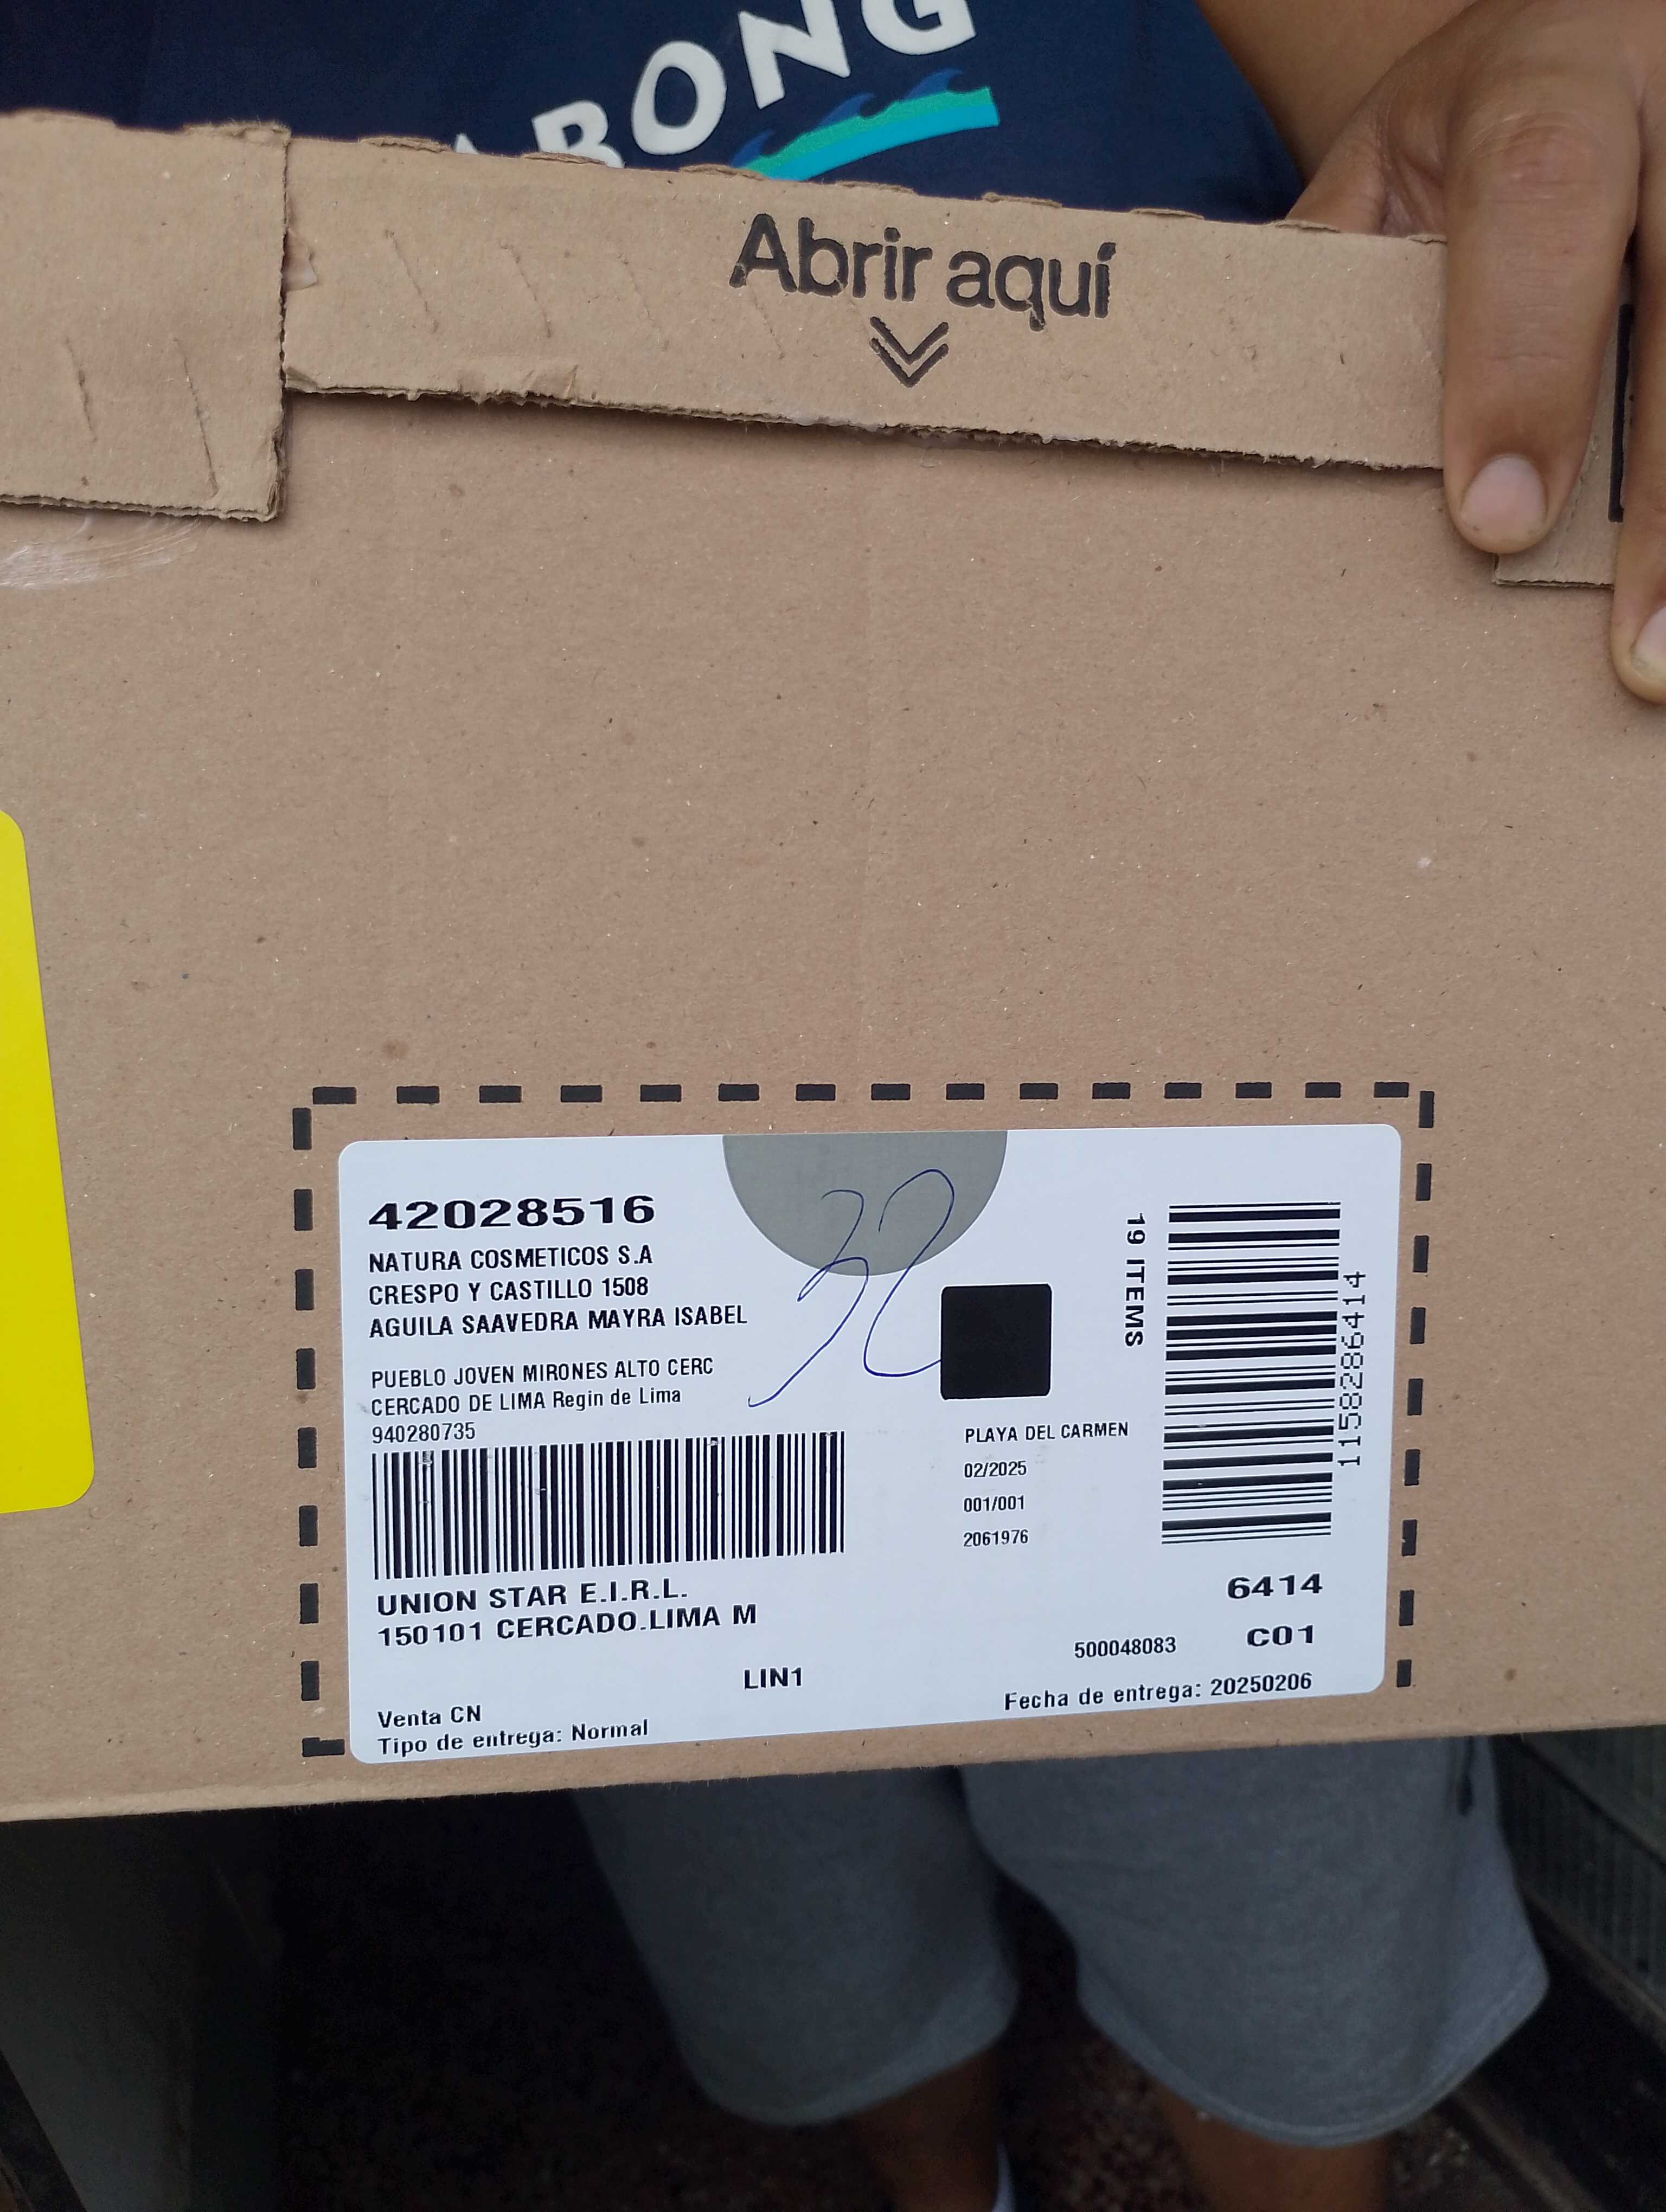 BONG
Abrir aquí
42028516
NATURA COSMETICOS S.A
CRESPO Y CASTILLO 1508
AGUILA SAAVEDRA MAYRA ISABEL
PUEBLO JOVEN MIRONES ALTO CERC
CERCADO DE LIMA Regin de Lima
940280735
UNION STAR E.I.R.L.
150101 CERCADO.LIMA M
LIN1
Venta CN
Tipo de entrega: Normal
32
PLAYA DEL CARMEN
02/2025
001/001
2061976
19 ITEMS
1158286414
6414
500048083 C01
Fecha de entrega: 20250206